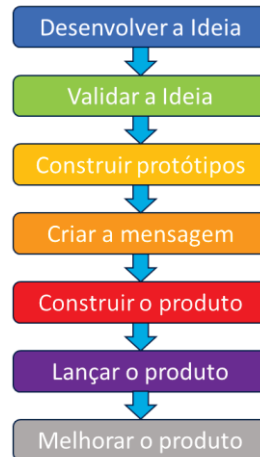 Desenvolver a Ideia
Validar a Ideia
Construir protótipos
Criar a mensagem
Construir o produto
Lançar o produto
Melhorar o produto